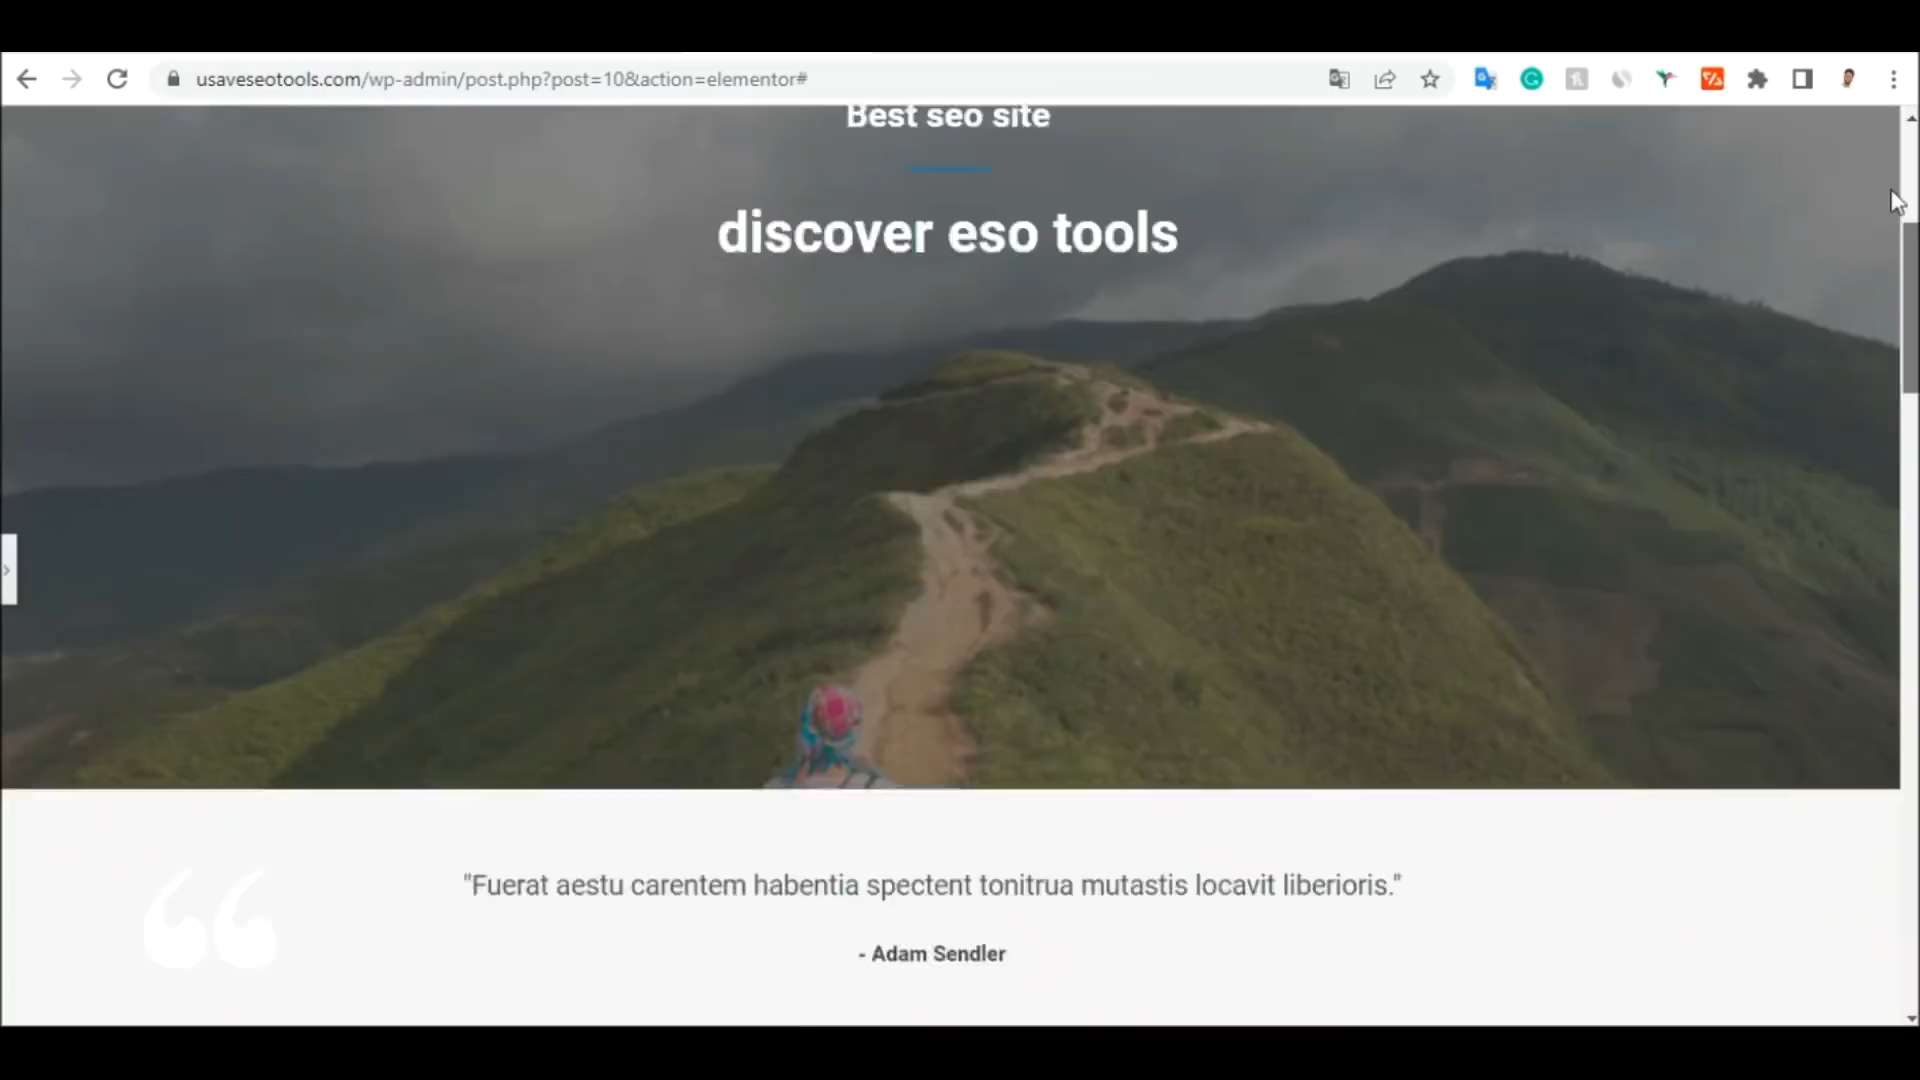 usaveseotools.com/wp-admin/post.php?post=10&action=elementor#
Best seo site
discover eso tools
"Fuerat aestu carentem habentia spectent tonitrua mutastis locavit liberioris."
- Adam Sendler